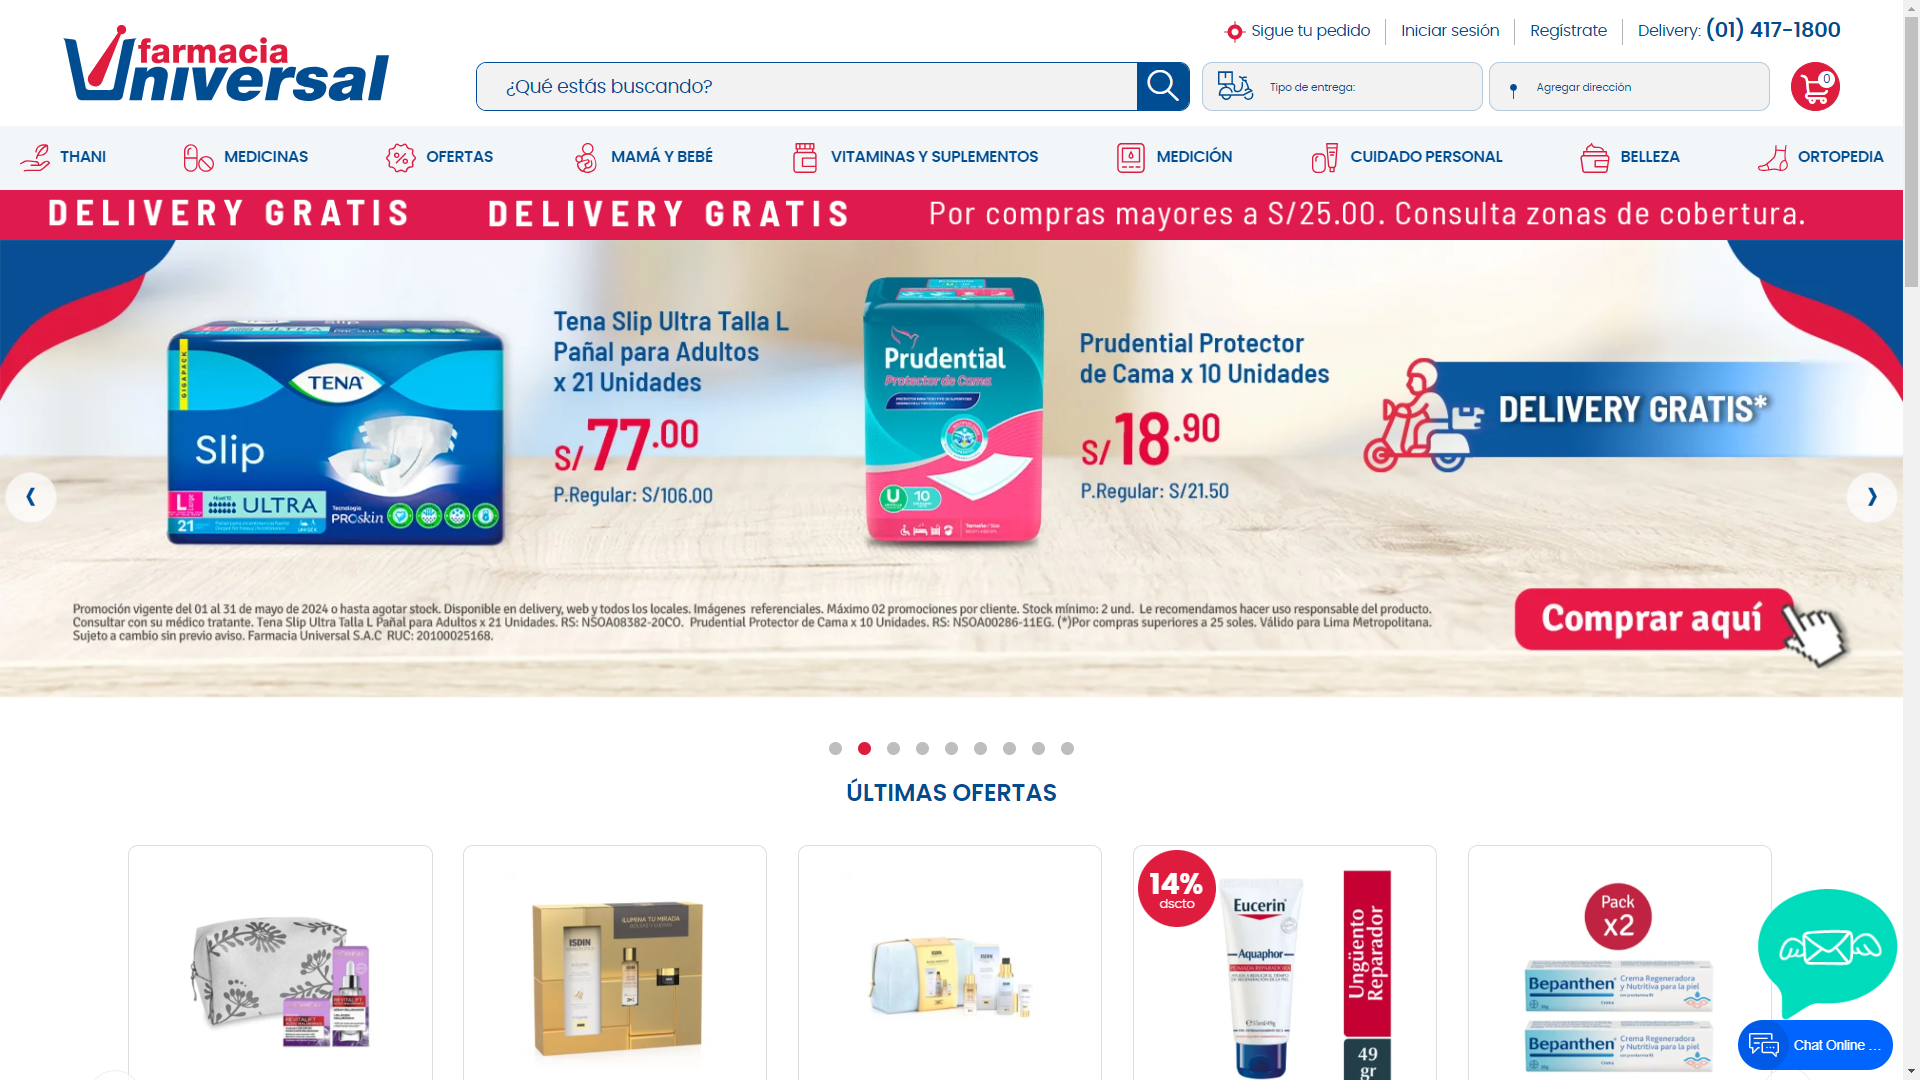 Sigue tu pedido
Iniciar sesión
Regístrate
Delivery: (01) 417-1800
farmacia
Universal
¿Qué estás buscando?
Tipo de entrega:
Agregar dirección
0
THANI
MEDICINAS
OFERTAS
MAMÁ Y BEBÉ
VITAMINAS Y SUPLEMENTOS
MEDICIÓN
CUIDADO PERSONAL
BELLEZA
ORTOPEDIA
DELIVERY GRATIS DELIVERY GRATIS Por compras mayores a S/25.00. Consulta zonas de cobertura.
GIGAPACK
TENA
Slip
L
ULTRA
21
Tecnología
PROskin
Tena Slip Ultra Talla L
Pañal para Adultos
x 21 Unidades
S/77.00
P.Regular: S/106.00
Prudential
Protector de Cama
U
10
Prudential Protector
de Cama x 10 Unidades
S/18.90
P.Regular: S/21.50
DELIVERY GRATIS*
❰
❱
Promoción vigente del 01 al 31 de mayo de 2024 o hasta agotar stock. Disponible en delivery, web y todos los locales. Imágenes referenciales. Máximo 02 promociones por cliente. Stock mínimo: 2 und. Le recomendamos hacer uso responsable del producto.
Consultar con su médico tratante. Tena Slip Ultra Talla L Pañal para Adultos x 21 Unidades. RS: NSOA08382-20CO. Prudential Protector de Cama x 10 Unidades. RS: NSOA00286-11EG. (*)Por compras superiores a 25 soles. Válido para Lima Metropolitana.
Sujeto a cambio sin previo aviso. Farmacia Universal S.A.C RUC: 20100025168.
Comprar aquí
ÚLTIMAS OFERTAS
REVITALIFT
REVITALIFT
ILUMINA TU MIRADA
ISDIN
ISDIN
14%
dscto
Eucerin
Aquaphor
POMADA REPARADORA
Ungüento
Reparador
49
gr
Pack
x2
Bepanthen
Crema Regeneradora
y Nutritiva para la piel
Bepanthen
Crema Regeneradora
y Nutritiva para la piel
Chat Online ...